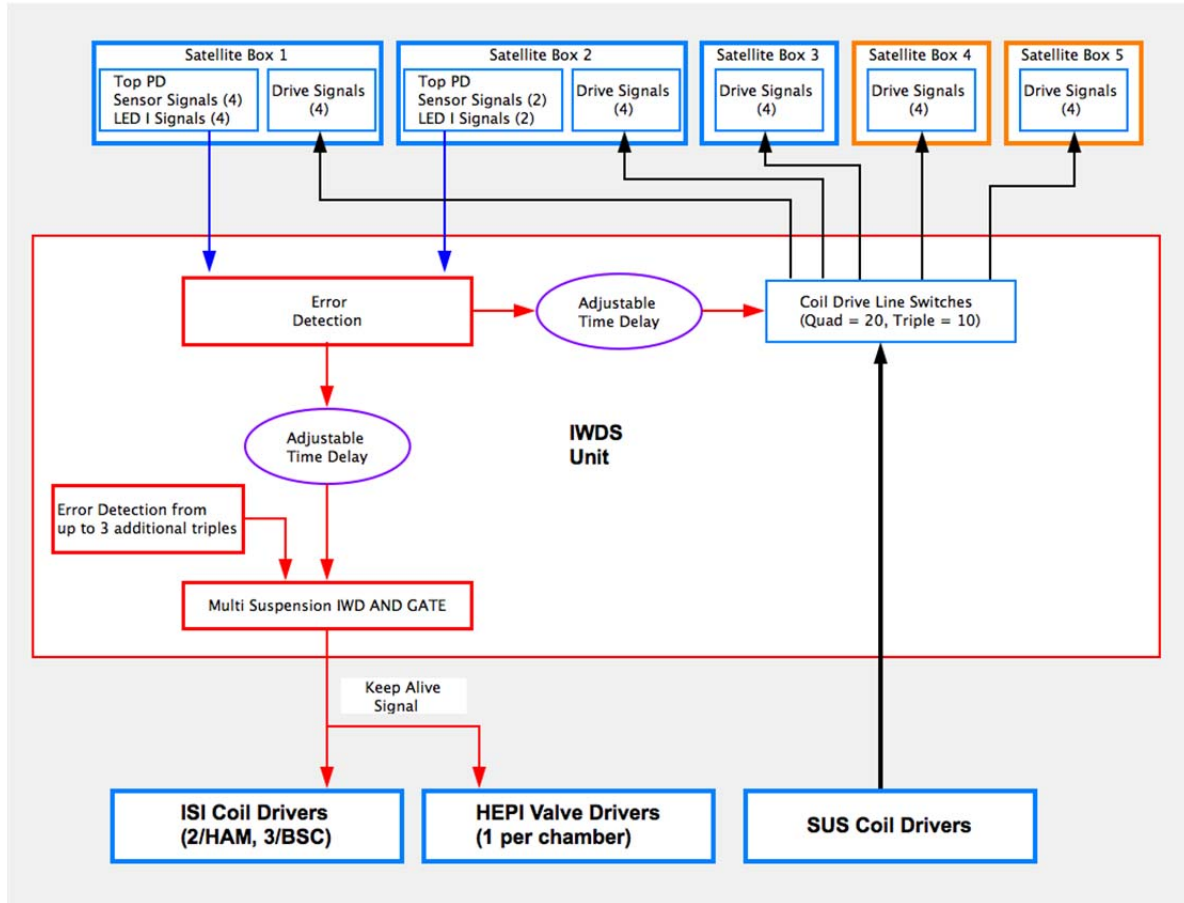 Satellite Box 1
Top PD
Sensor Signals (4)
LED I Signals (4)
Drive Signals
(4)
Satellite Box 2
Top PD
Sensor Signals (2)
LED I Signals (2)
Drive Signals
(4)
Satellite Box 3
Drive Signals
(4)
Satellite Box 4
Drive Signals
(4)
Satellite Box 5
Drive Signals
(4)
Error
Detection
Adjustable
Time Delay
Coil Drive Line Switches
(Quad = 20, Triple = 10)
Adjustable
Time Delay
IWDS
Unit
Error Detection from
up to 3 additional triples
Multi Suspension IWD AND GATE
Keep Alive
Signal
ISI Coil Drivers
(2/HAM, 3/BSC)
HEPI Valve Drivers
(1 per chamber)
SUS Coil Drivers